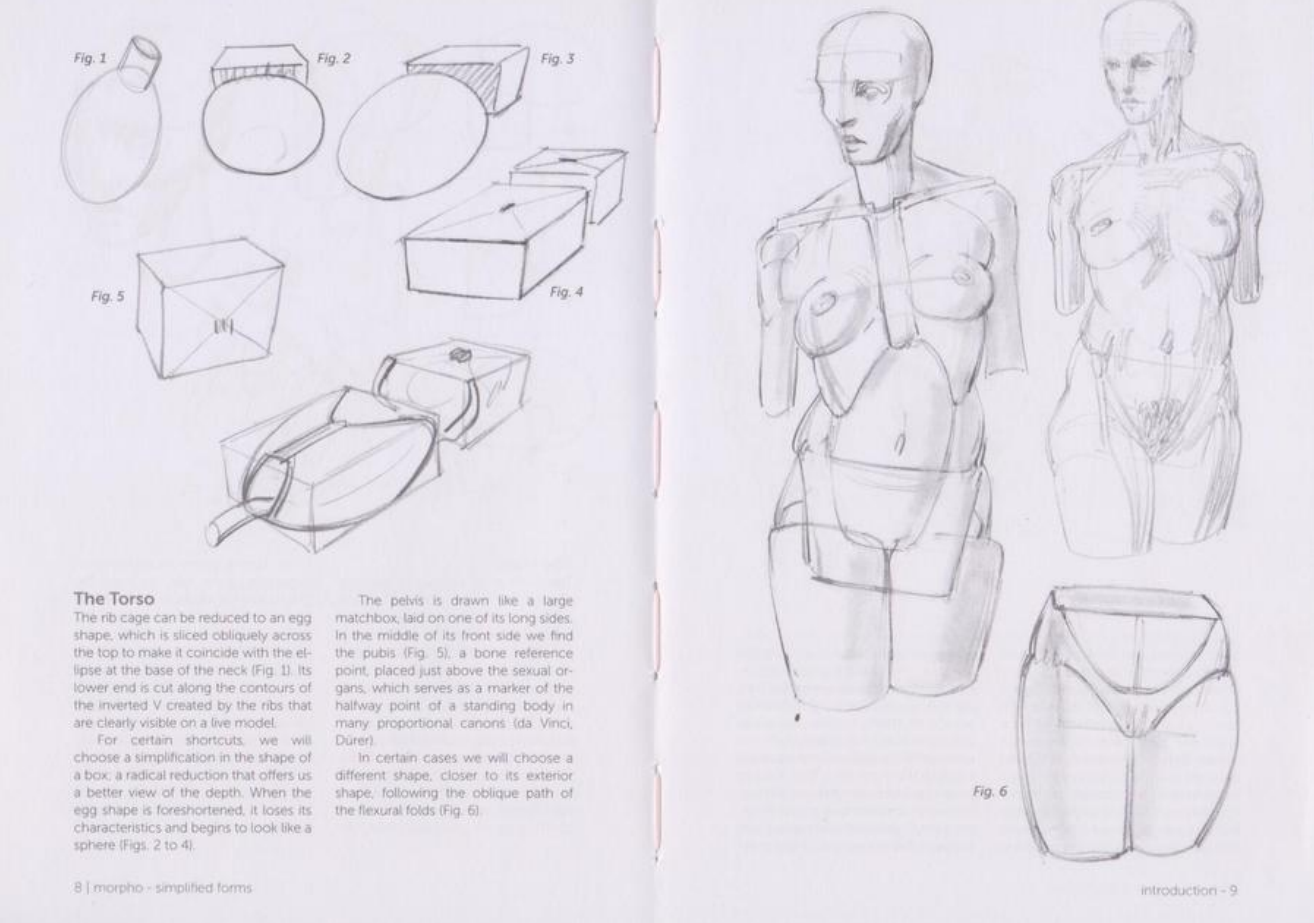 Fig. 1
Fig. 2
Fig. 3
Fig. 4
Fig. 5
The Torso
The rib cage can be reduced to an egg
shape, which is sliced obliquely across
the top to make it coincide with the el-
lipse at the base of the neck (Fig. 1). Its
lower end is cut along the contours of
the inverted V created by the ribs that
are clearly visible on a live model.
For certain shortcuts, we will
choose a simplification in the shape of
a box; a radical reduction that offers us
a better view of the depth. When the
egg shape is foreshortened, it loses its
characteristics and begins to look like a
sphere (Figs. 2 to 4).
The pelvis is drawn like a large
matchbox, laid on one of its long sides.
In the middle of its front side we find
the pubis (Fig. 5), a bone reference
point, placed just above the sexual or-
gans, which serves as a marker of the
halfway point of a standing body in
many proportional canons (da Vinci,
Dürer).
In certain cases we will choose a
different shape, closer to its exterior
shape, following the oblique path of
the flexural folds (Fig. 6).
8 | morpho - simplified forms
Fig. 6
introduction - 9